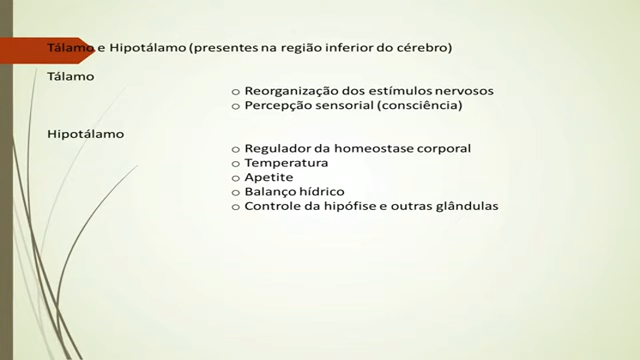 Tálamo e Hipotálamo (presentes na região inferior do cérebro)
Tálamo
o Reorganização dos estímulos nervosos
o Percepção sensorial (consciência)
Hipotálamo
o Regulador da homeostase corporal
o Temperatura
o Apetite
o Balanço hídrico
o Controle da hipófise e outras glândulas